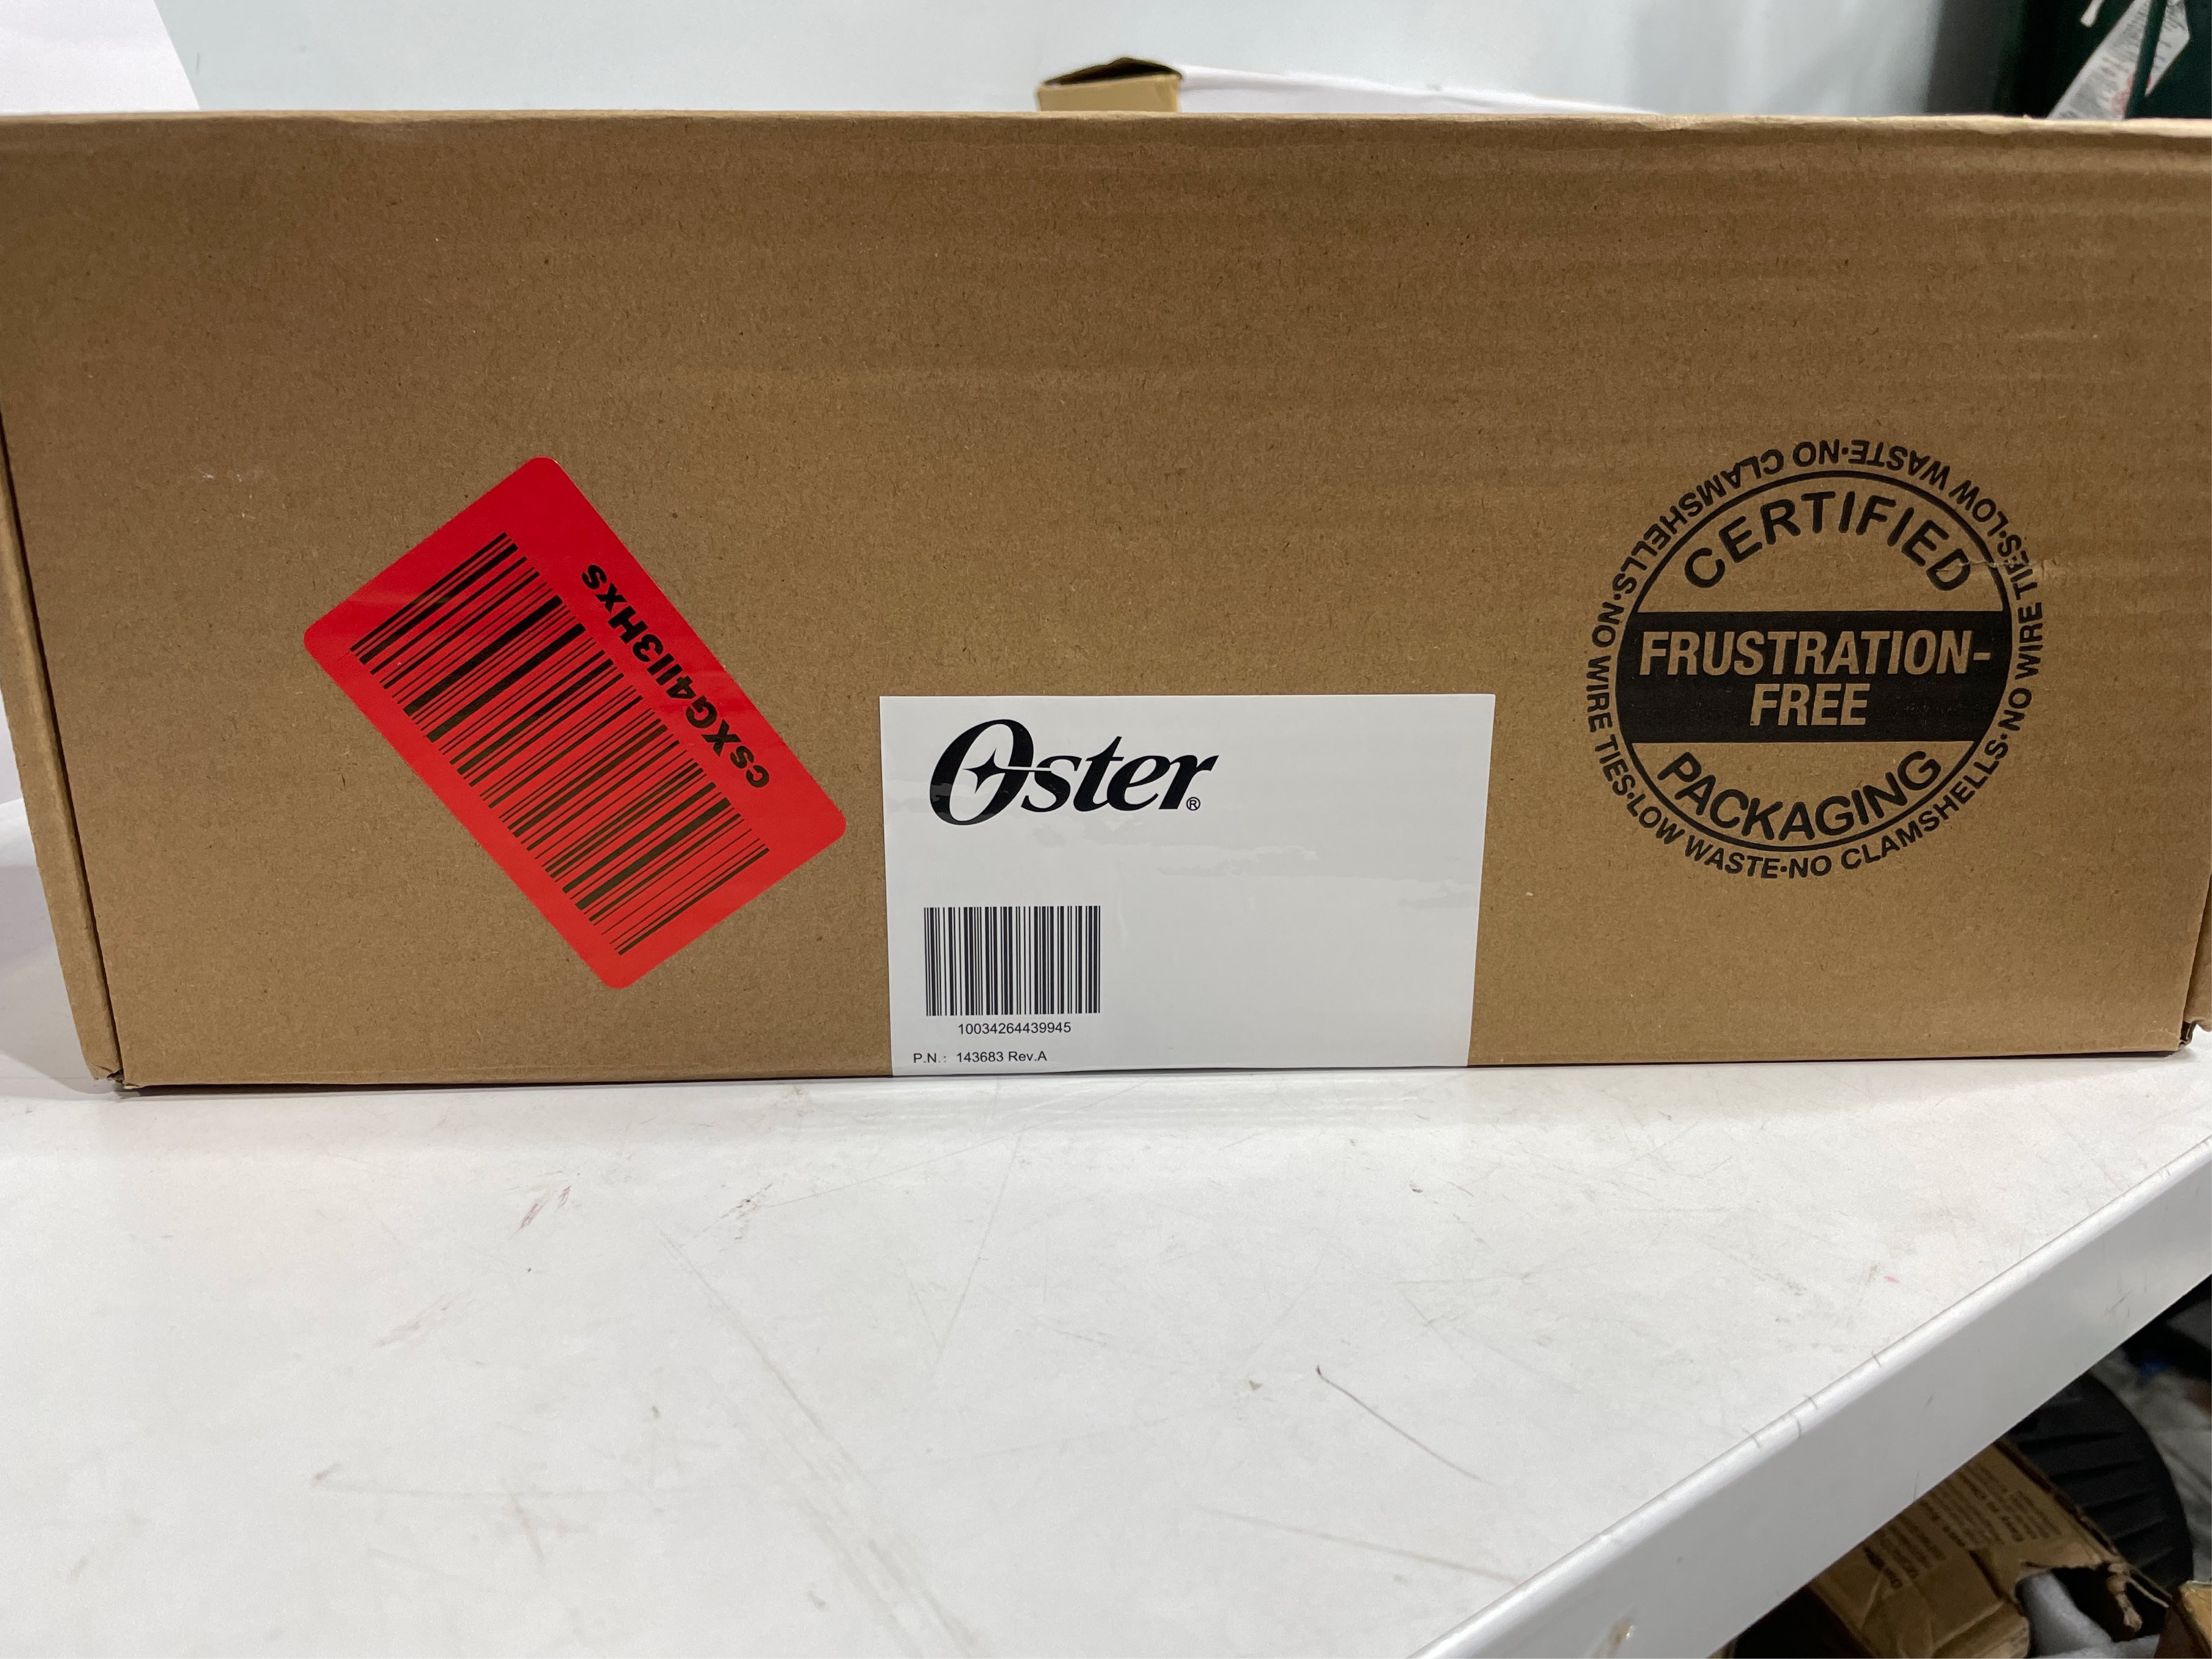 csXG4II3Hxs
Oster®
10034264439945
P.N.: 143683 Rev.A
CERTIFIED
FRUSTRATION-
FREE
PACKAGING
NO WIRE TIES·LOW WASTE·NO CLAMSHELLS·NO WIRE TIES·LOW WASTE·NO CLAMSHELLS·